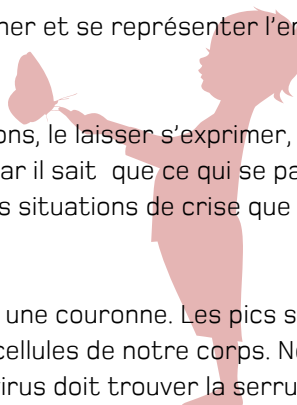 ner et se représenter l'en
ons, le laisser s'exprimer,
ar il sait que ce qui se pa
s situations de crise que
une couronne. Les pics s
cellules de notre corps. No
virus doit trouver la serru